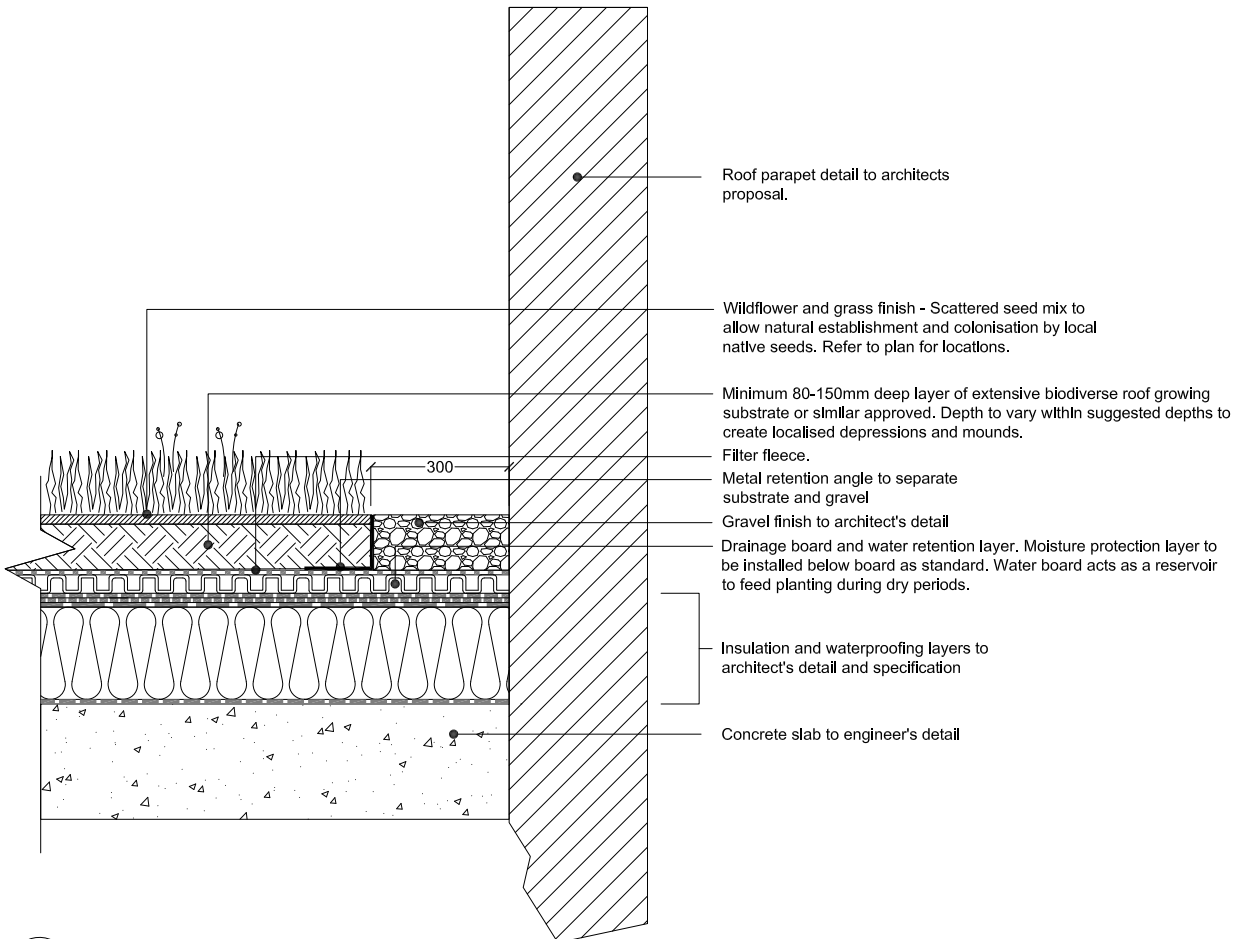 Roof parapet detail to architects
proposal.
Wildflower and grass finish - Scattered seed mix to
allow natural establishment and colonisation by local
native seeds. Refer to plan for locations.
Minimum 80-150mm deep layer of extensive biodiverse roof growing
substrate or similar approved. Depth to vary within suggested depths to
create localised depressions and mounds.
Filter fleece.
300
Metal retention angle to separate
substrate and gravel
Gravel finish to architect's detail
Drainage board and water retention layer. Moisture protection layer to
be installed below board as standard. Water board acts as a reservoir
to feed planting during dry periods.
Insulation and waterproofing layers to
architect's detail and specification
Concrete slab to engineer's detail